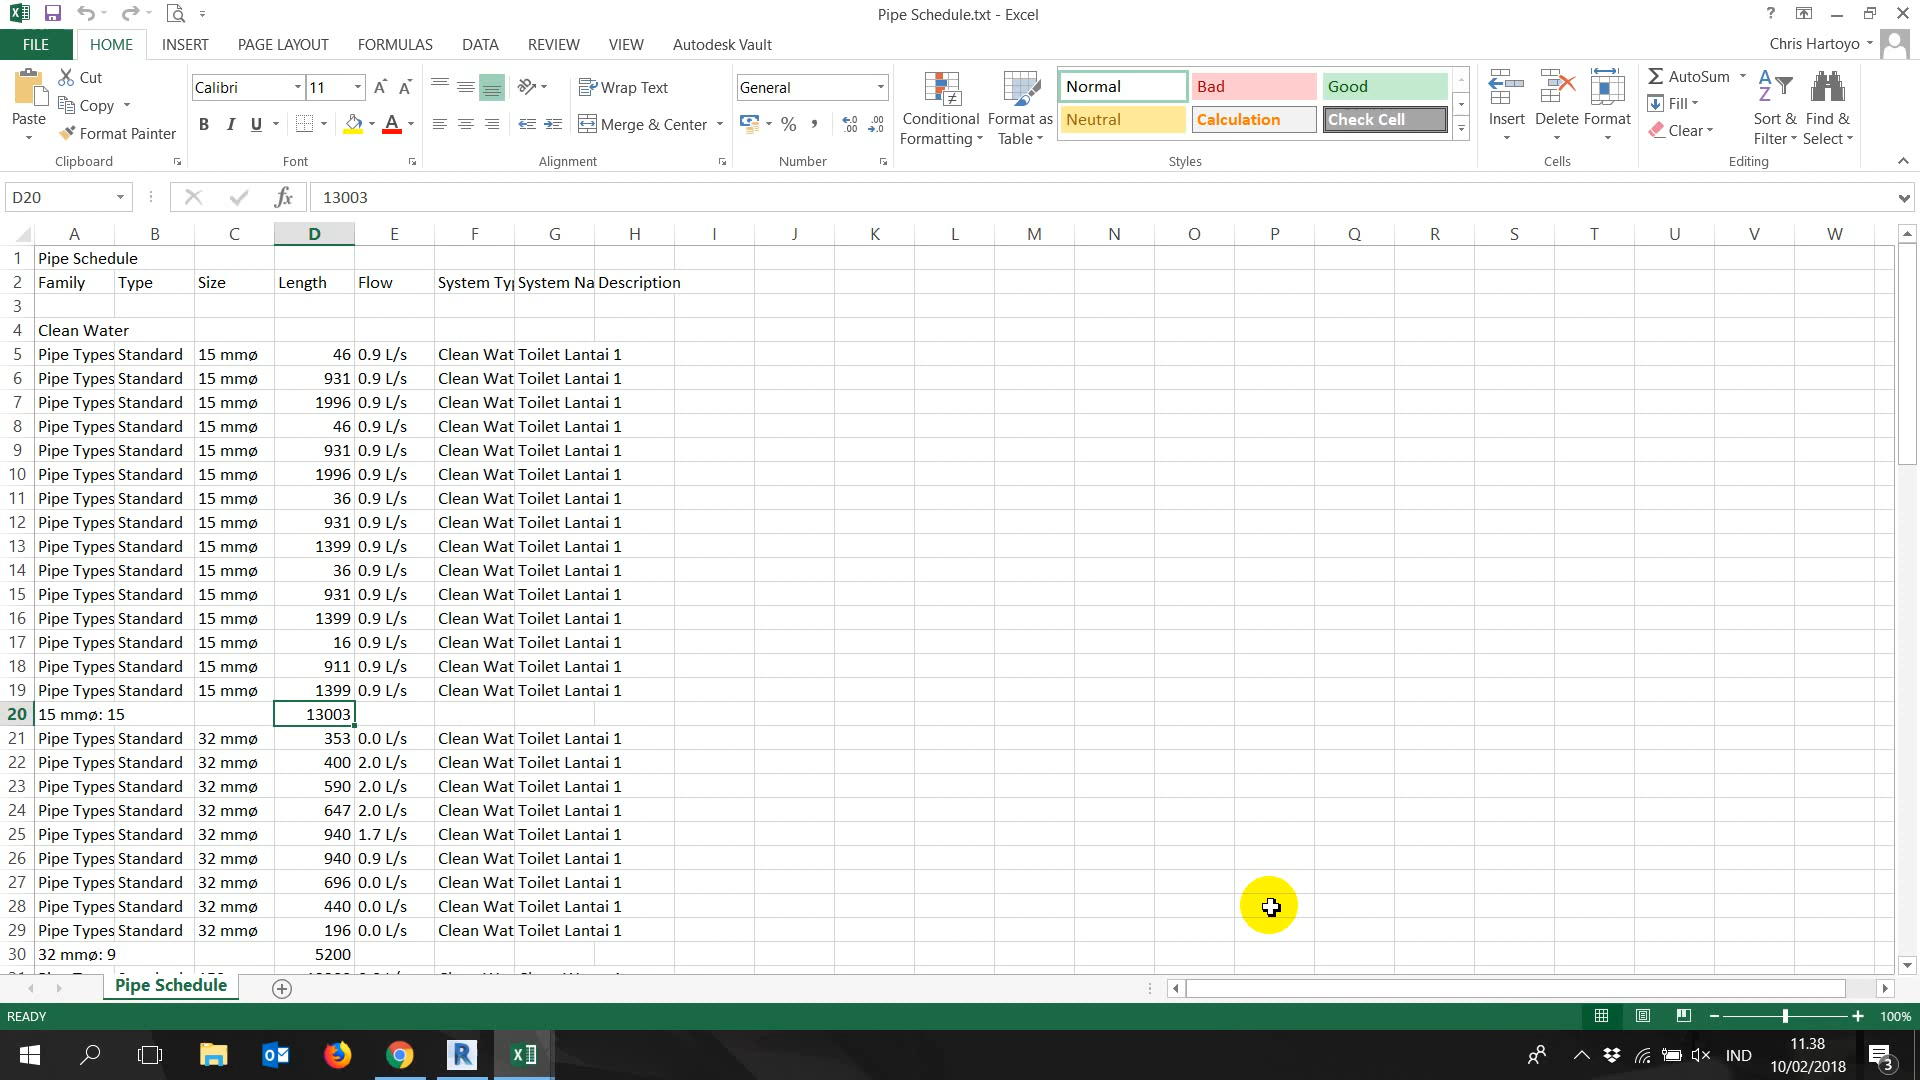 Pipe Schedule.txt - Excel
FILE HOME INSERT PAGE LAYOUT FORMULAS DATA REVIEW VIEW Autodesk Vault Chris Hartoyo
Paste Cut Copy Format Painter
Clipboard
Calibri 11
B I U
Font
Wrap Text
Merge & Center
Alignment
General
%
Number
Conditional Formatting
Format as Table
Normal Bad Good
Neutral Calculation Check Cell
Styles
Insert Delete Format
Cells
AutoSum
Fill
Clear
Sort & Filter
Find & Select
Editing
D20 fx 13003
A B C D E F G H I J K L M N O P Q R S T U V W
1 Pipe Schedule
2 Family Type Size Length Flow System Ty System Na Description
3
4 Clean Water
5 Pipe Types Standard 15 mmø 46 0.9 L/s Clean Wat Toilet Lantai 1
6 Pipe Types Standard 15 mmø 931 0.9 L/s Clean Wat Toilet Lantai 1
7 Pipe Types Standard 15 mmø 1996 0.9 L/s Clean Wat Toilet Lantai 1
8 Pipe Types Standard 15 mmø 46 0.9 L/s Clean Wat Toilet Lantai 1
9 Pipe Types Standard 15 mmø 931 0.9 L/s Clean Wat Toilet Lantai 1
10 Pipe Types Standard 15 mmø 1996 0.9 L/s Clean Wat Toilet Lantai 1
11 Pipe Types Standard 15 mmø 36 0.9 L/s Clean Wat Toilet Lantai 1
12 Pipe Types Standard 15 mmø 931 0.9 L/s Clean Wat Toilet Lantai 1
13 Pipe Types Standard 15 mmø 1399 0.9 L/s Clean Wat Toilet Lantai 1
14 Pipe Types Standard 15 mmø 36 0.9 L/s Clean Wat Toilet Lantai 1
15 Pipe Types Standard 15 mmø 931 0.9 L/s Clean Wat Toilet Lantai 1
16 Pipe Types Standard 15 mmø 1399 0.9 L/s Clean Wat Toilet Lantai 1
17 Pipe Types Standard 15 mmø 16 0.9 L/s Clean Wat Toilet Lantai 1
18 Pipe Types Standard 15 mmø 911 0.9 L/s Clean Wat Toilet Lantai 1
19 Pipe Types Standard 15 mmø 1399 0.9 L/s Clean Wat Toilet Lantai 1
20 15 mmø: 15 13003
21 Pipe Types Standard 32 mmø 353 0.0 L/s Clean Wat Toilet Lantai 1
22 Pipe Types Standard 32 mmø 400 2.0 L/s Clean Wat Toilet Lantai 1
23 Pipe Types Standard 32 mmø 590 2.0 L/s Clean Wat Toilet Lantai 1
24 Pipe Types Standard 32 mmø 647 2.0 L/s Clean Wat Toilet Lantai 1
25 Pipe Types Standard 32 mmø 940 1.7 L/s Clean Wat Toilet Lantai 1
26 Pipe Types Standard 32 mmø 940 0.9 L/s Clean Wat Toilet Lantai 1
27 Pipe Types Standard 32 mmø 696 0.0 L/s Clean Wat Toilet Lantai 1
28 Pipe Types Standard 32 mmø 440 0.0 L/s Clean Wat Toilet Lantai 1
29 Pipe Types Standard 32 mmø 196 0.0 L/s Clean Wat Toilet Lantai 1
30 32 mmø: 9 5200
Pipe Schedule
READY 100%
IND 11.38
10/02/2018
3